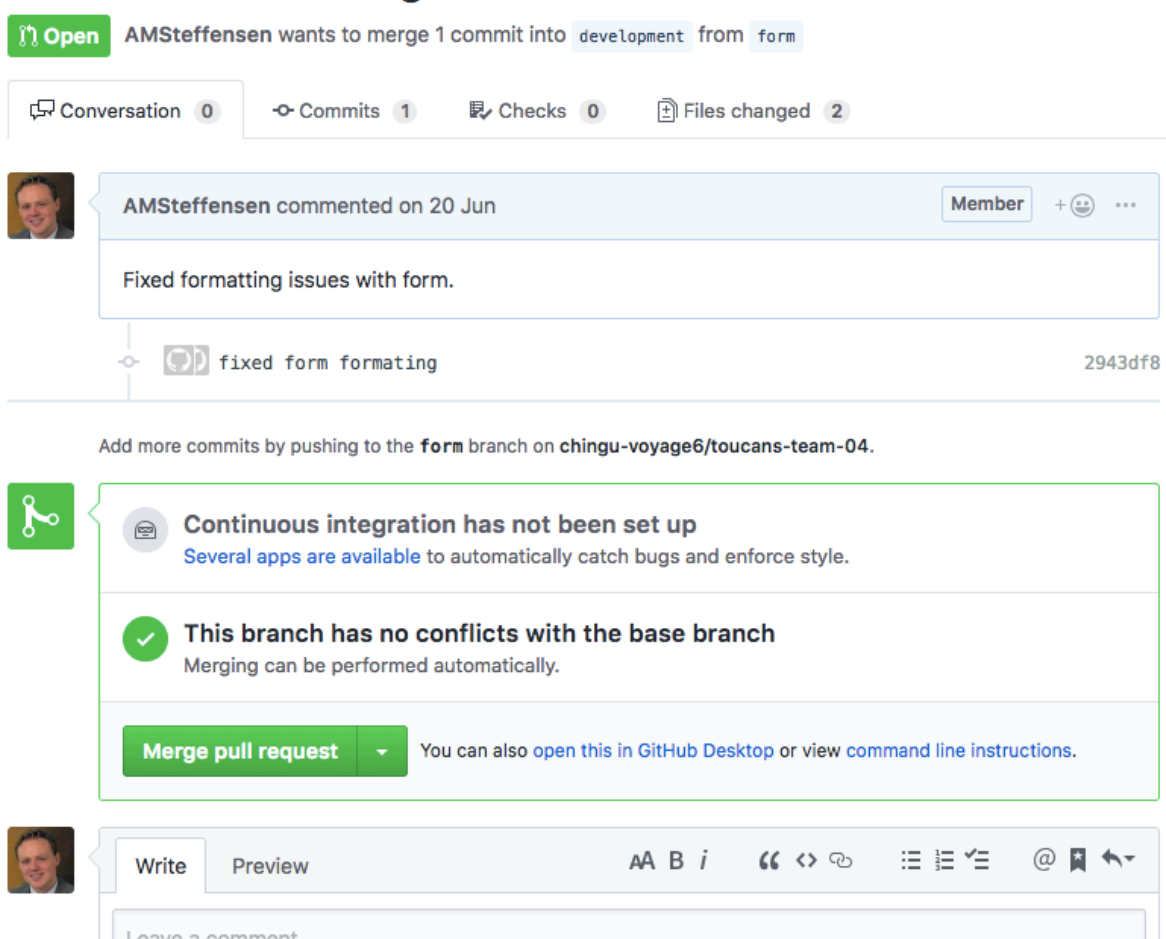 Open AMSteffensen wants to merge 1 commit into development from form
Conversation 0 Commits 1 Checks 0 Files changed 2
AMSteffensen commented on 20 Jun Member
Fixed formatting issues with form.
fixed form formating 2943df8
Add more commits by pushing to the form branch on chingu-voyage6/toucans-team-04.
Continuous integration has not been set up
Several apps are available to automatically catch bugs and enforce style.
This branch has no conflicts with the base branch
Merging can be performed automatically.
Merge pull request You can also open this in GitHub Desktop or view command line instructions.
Write Preview AA B i
Leave a comment